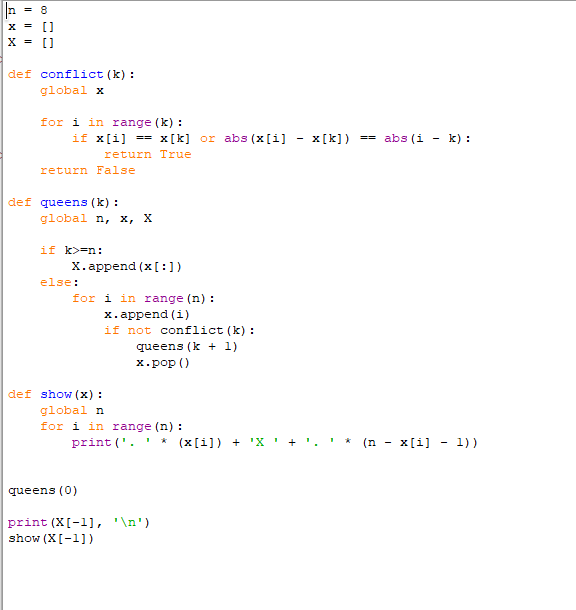 n = 8
x = []
X = []

def conflict(k):
    global x

    for i in range(k):
        if x[i] == x[k] or abs(x[i] - x[k]) == abs(i - k):
            return True
    return False

def queens(k):
    global n, x, X

    if k>=n:
        X.append(x[:])
    else:
        for i in range(n):
            x.append(i)
            if not conflict(k):
                queens(k + 1)
                x.pop()

def show(x):
    global n
    for i in range(n):
        print('. ' * (x[i]) + 'X ' + '. ' * (n - x[i] - 1))


queens(0)

print(X[-1], '\n')
show(X[-1])